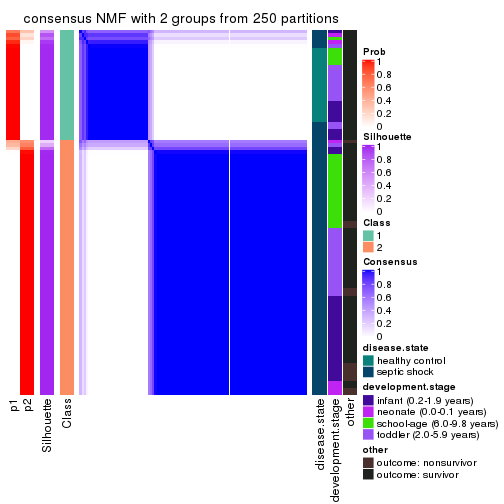 consensus NMF with 2 groups from 250 partitions
Prob
1
0.8
0.6
0.4
0.2
0
Silhouette
1
0.8
0.6
0.4
0.2
0
Class
1
2
Consensus
1
0.8
0.6
0.4
0.2
0
disease.state
healthy control
septic shock
development.stage
infant (0.2-1.9 years)
neonate (0.0-0.1 years)
school-age (6.0-9.8 years)
toddler (2.0-5.9 years)
other
outcome: nonsurvivor
outcome: survivor
p1
p2
Silhouette
Class
disease.state
development.stage
other